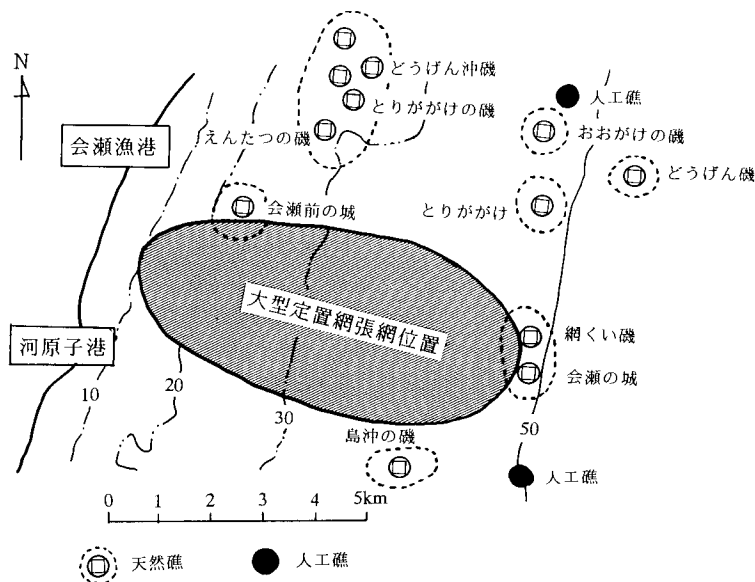 N
どうげん沖磯
人工礁
とりががけの磯
えんたつの磯
おおがけの磯
会瀬漁港
どうげん磯
会瀬前の城
とりががけ
大型定置網張網位置
網くい磯
河原子港
会瀬の城
10
20
30
50
島沖の磯
人工礁
0 1 2 3 4 5km
天然礁
人工礁